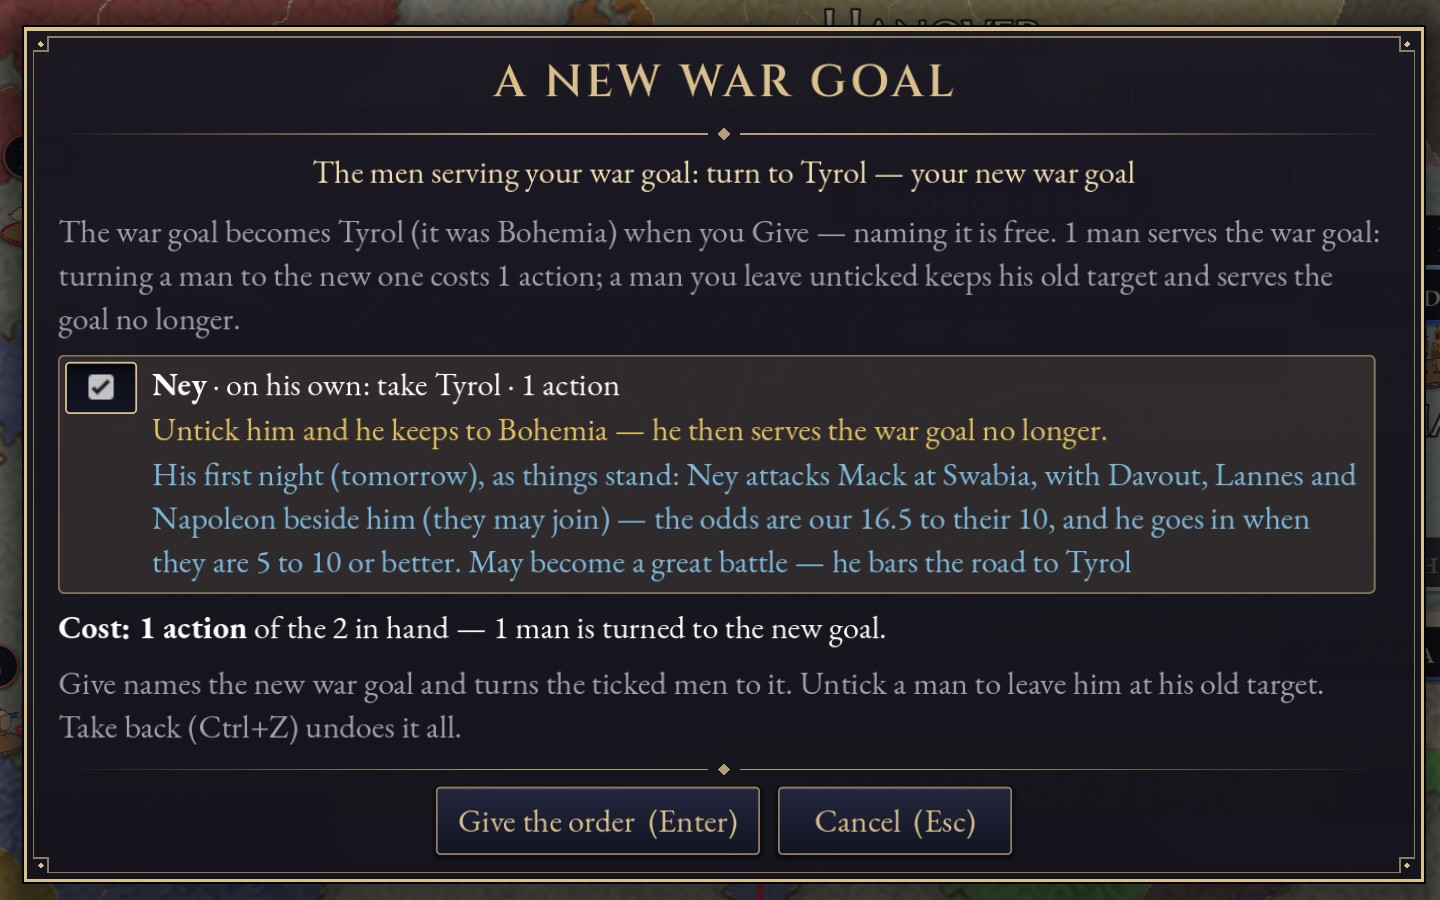 A NEW WAR GOAL
The men serving your war goal: turn to Tyrol — your new war goal
The war goal becomes Tyrol (it was Bohemia) when you Give — naming it is free. 1 man serves the war goal:
turning a man to the new one costs 1 action; a man you leave unticked keeps his old target and serves the
goal no longer.
Ney · on his own: take Tyrol · 1 action
Untick him and he keeps to Bohemia — he then serves the war goal no longer.
His first night (tomorrow), as things stand: Ney attacks Mack at Swabia, with Davout, Lannes and
Napoleon beside him (they may join) — the odds are our 16.5 to their 10, and he goes in when
they are 5 to 10 or better. May become a great battle — he bars the road to Tyrol
Cost: 1 action of the 2 in hand — 1 man is turned to the new goal.
Give names the new war goal and turns the ticked men to it. Untick a man to leave him at his old target.
Take back (Ctrl+Z) undoes it all.
Give the order (Enter)
Cancel (Esc)